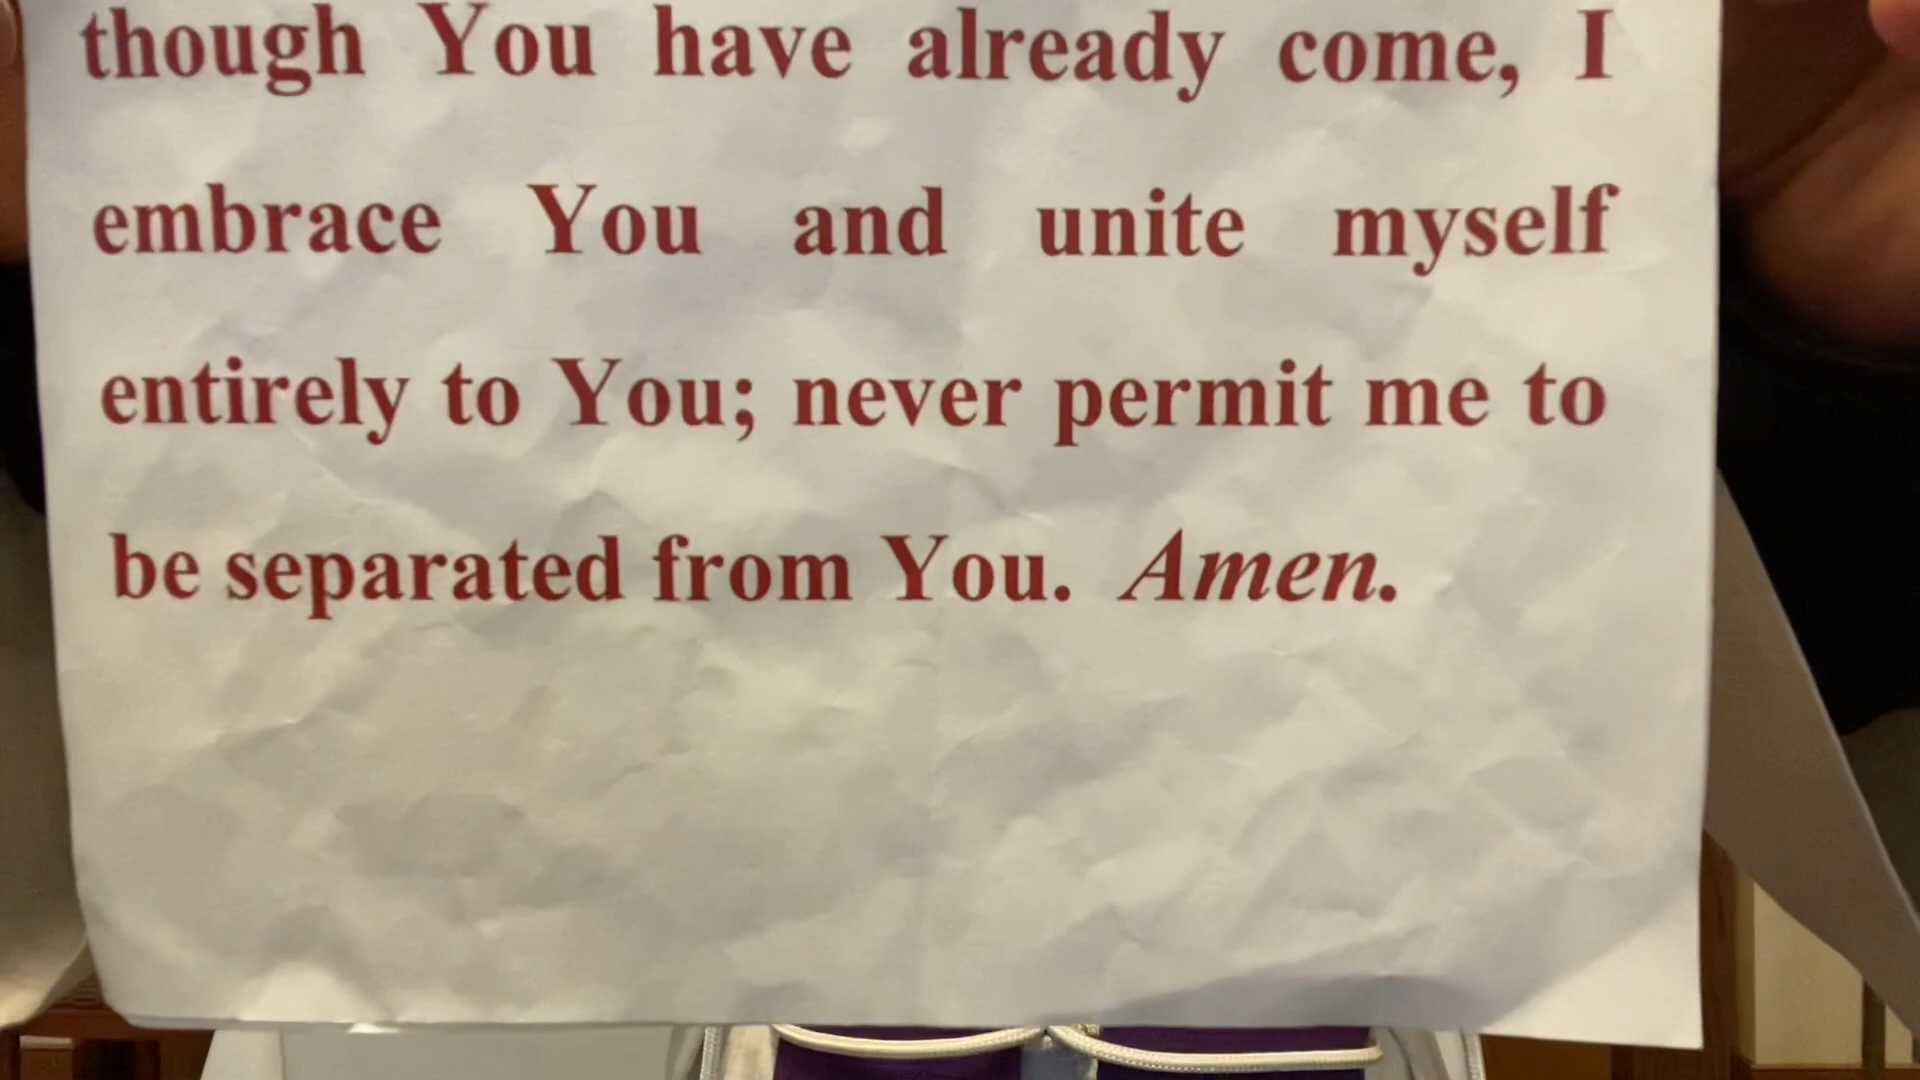 though You have already come, I
embrace You and unite myself
entirely to You; never permit me to
be separated from You. Amen.